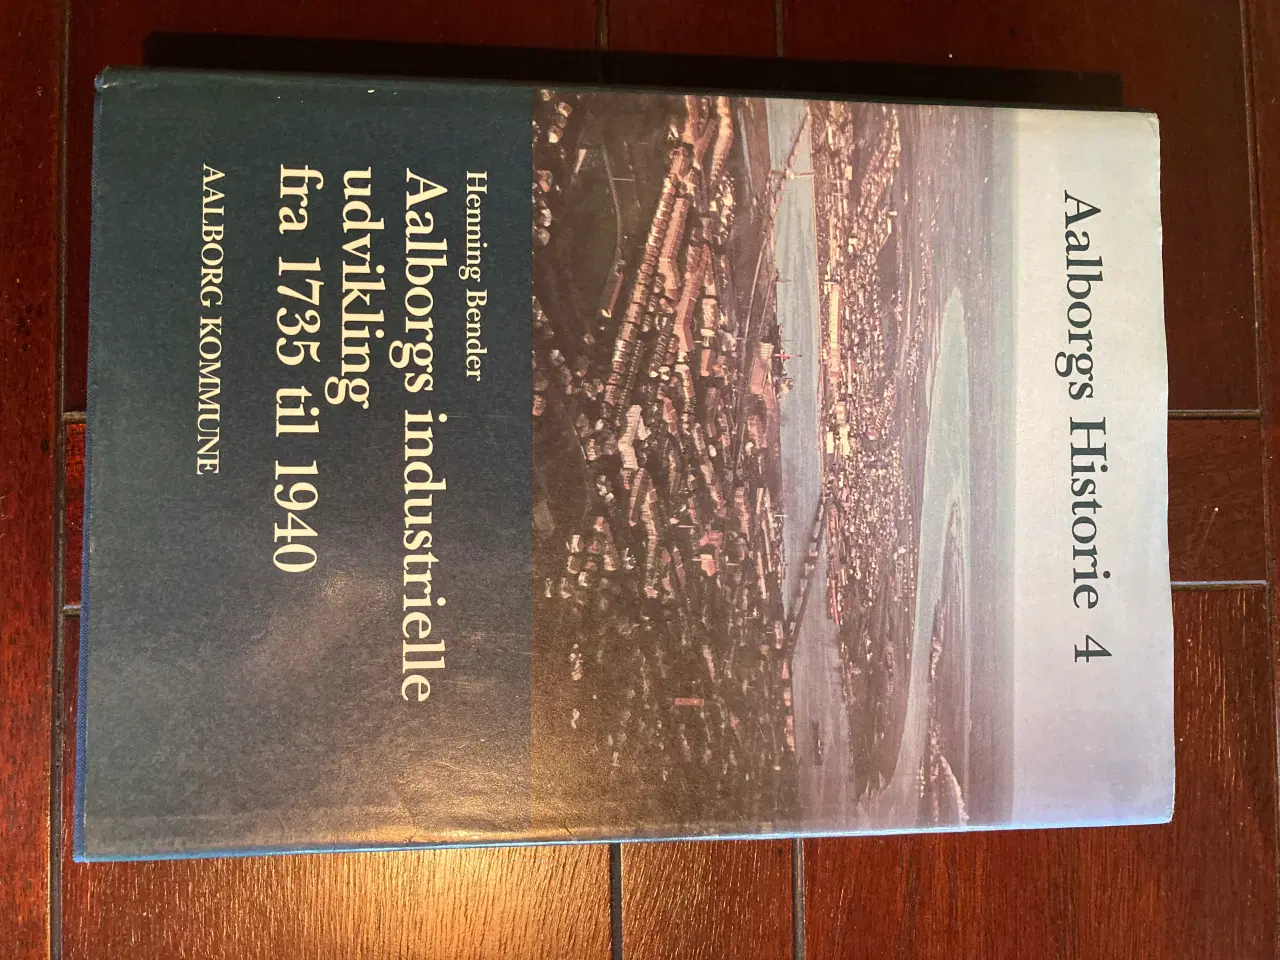 Aalborgs Historie 4
Henning Bender
Aalborgs industrielle
udvikling
fra 1735 til 1940
AALBORG KOMMUNE